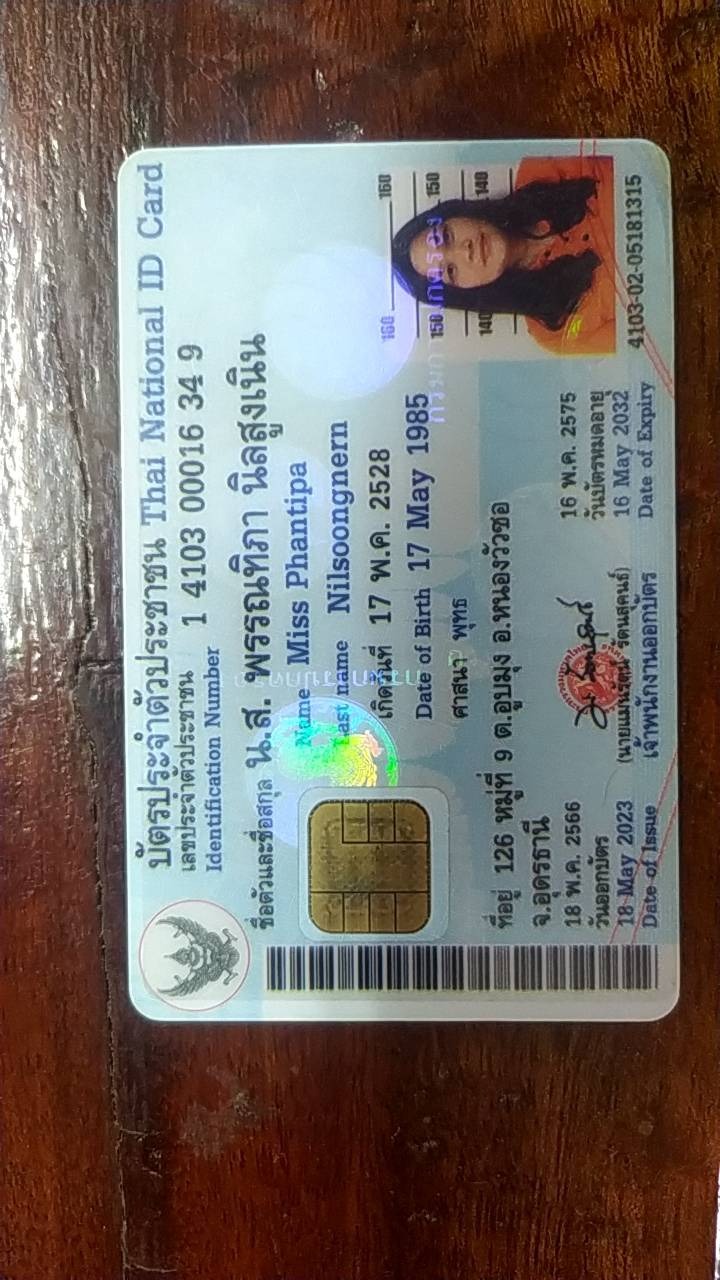 บัตรประจำตัวประชาชน Thai National ID Card
เลขประจำตัวประชาชน 1 4103 00016 34 9
Identification Number
ชื่อตัวและชื่อสกุล น.ส. พรรณทิภา นิลสูงเนิน
Name Miss Phantipa
Last name Nilsoongnern
เกิดวันที่ 17 พ.ค. 2528
Date of Birth 17 May 1985
ศาสนา พุทธ
ที่อยู่ 126 หมู่ที่ 9 ต.อูบมุง อ.หนองวัวซอ
จ.อุดรธานี
18 พ.ค. 2566
วันออกบัตร
18 May 2023
Date of Issue
เจ้าพนักงานออกบัตร
16 พ.ค. 2575
วันบัตรหมดอายุ
16 May 2032
Date of Expiry
160 160
150 150
140 140
4103-02-05181315